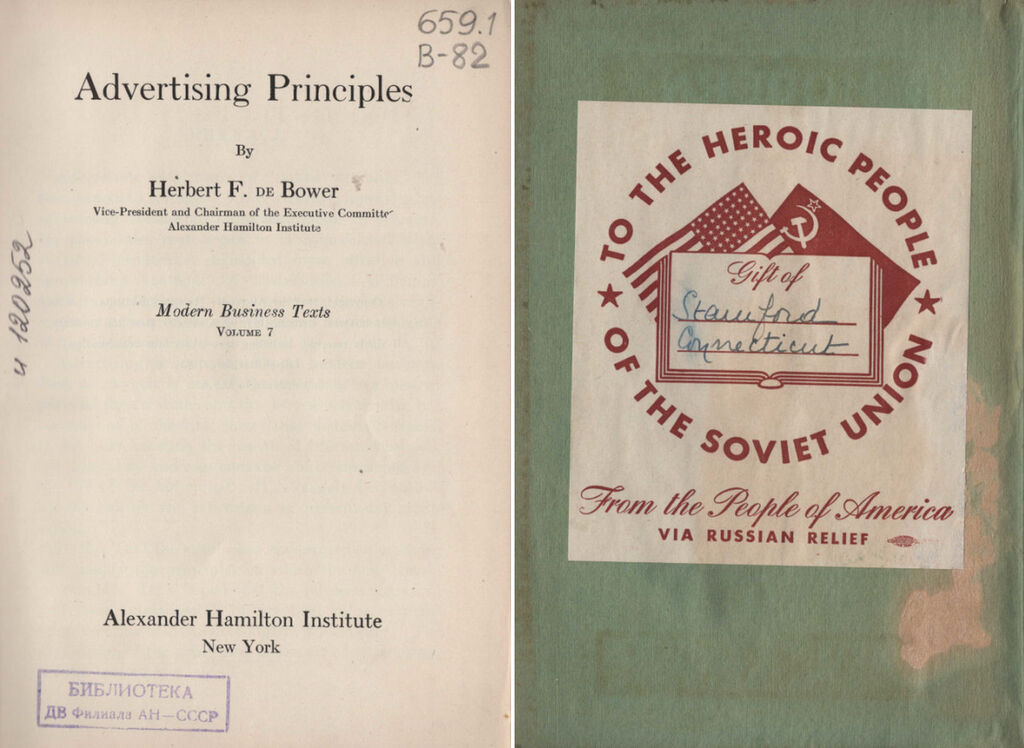 659.1
B-82
Advertising Principles
By
Herbert F. DE Bower
Vice-President and Chairman of the Executive Committe
Alexander Hamilton Institute
и 120252
Modern Business Texts
VOLUME 7
Alexander Hamilton Institute
New York
БИБЛИОТЕКА
ДВ Филиала АН—СССР
TO THE HEROIC PEOPLE
Gift of
Stamford
Connecticut
★ OF THE SOVIET UNION ★
From the People of America
VIA RUSSIAN RELIEF